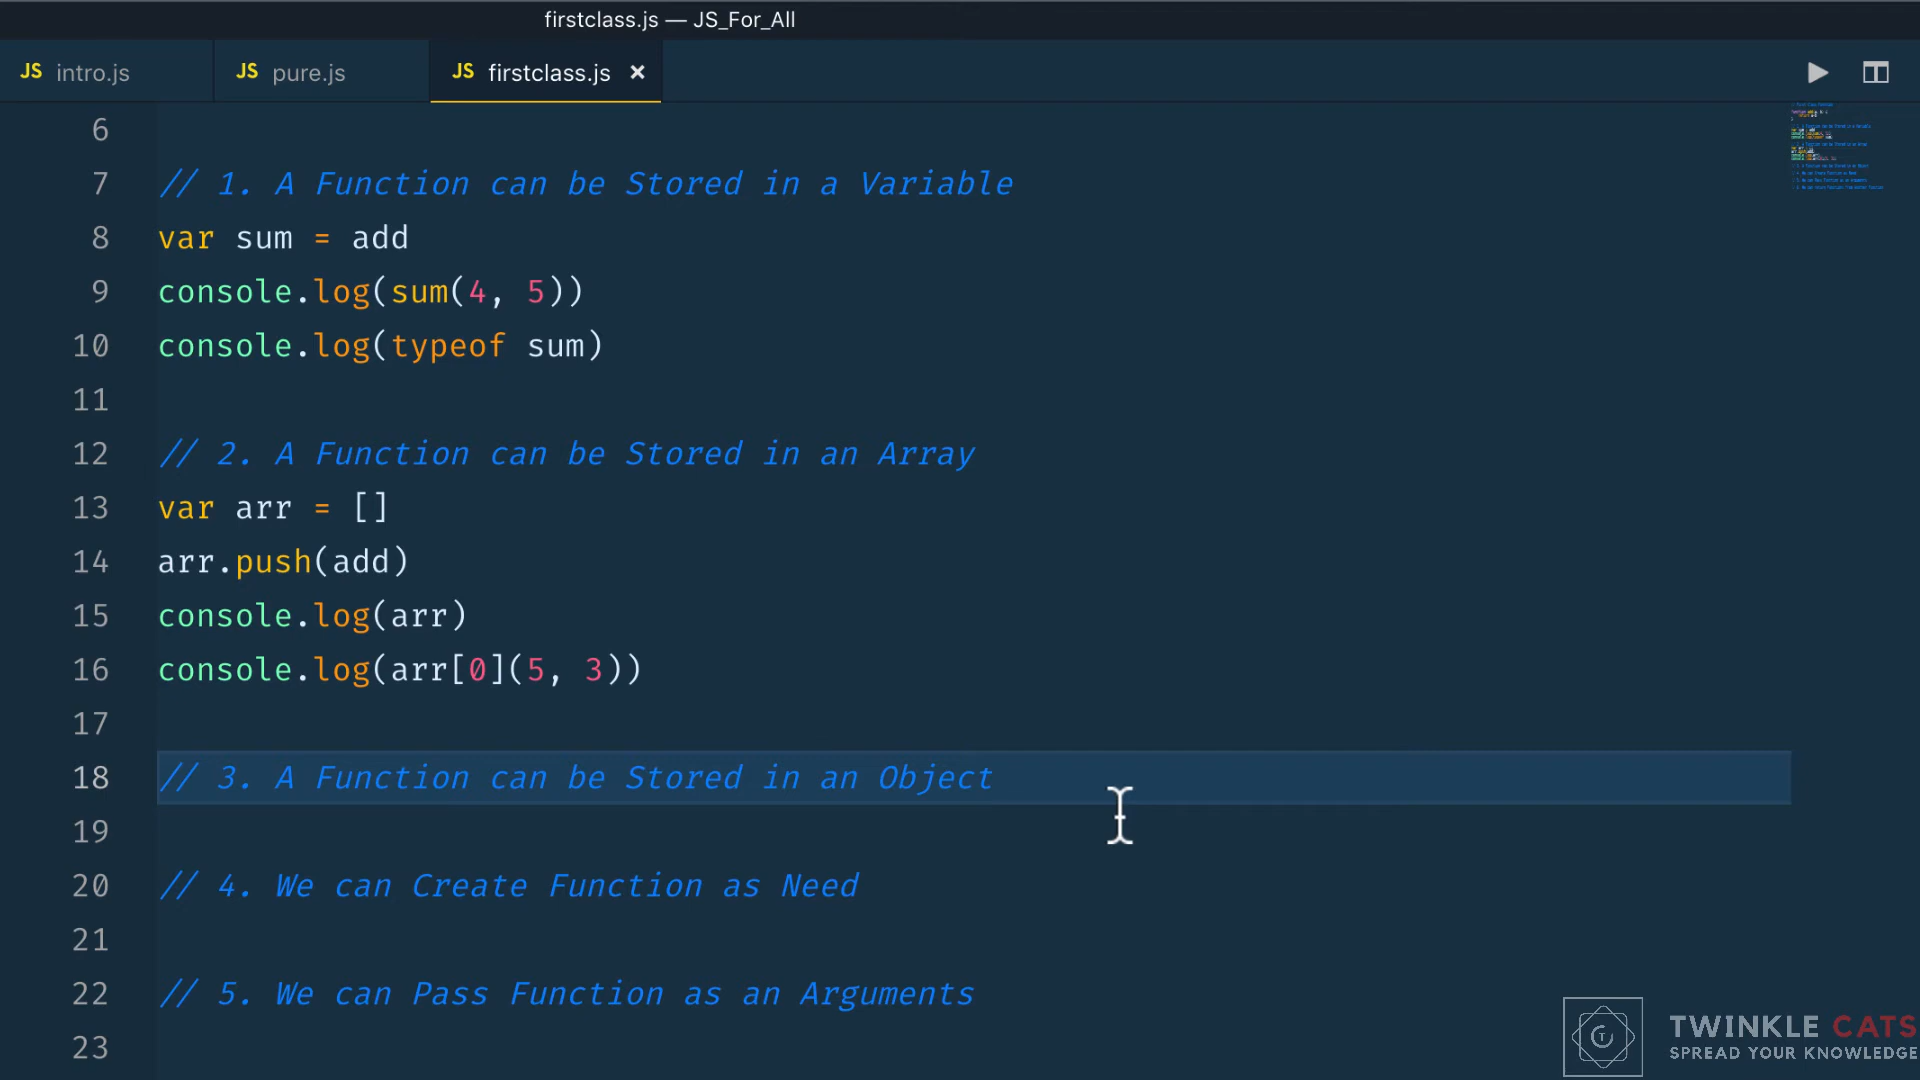 firstclass.js — JS_For_All
JS intro.js JS pure.js JS firstclass.js ×
6
7 // 1. A Function can be Stored in a Variable
8 var sum = add
9 console.log(sum(4, 5))
10 console.log(typeof sum)
11
12 // 2. A Function can be Stored in an Array
13 var arr = []
14 arr.push(add)
15 console.log(arr)
16 console.log(arr[0](5, 3))
17
18 // 3. A Function can be Stored in an Object
19
20 // 4. We can Create Function as Need
21
22 // 5. We can Pass Function as an Arguments
23
TWINKLE CATS
SPREAD YOUR KNOWLEDGE